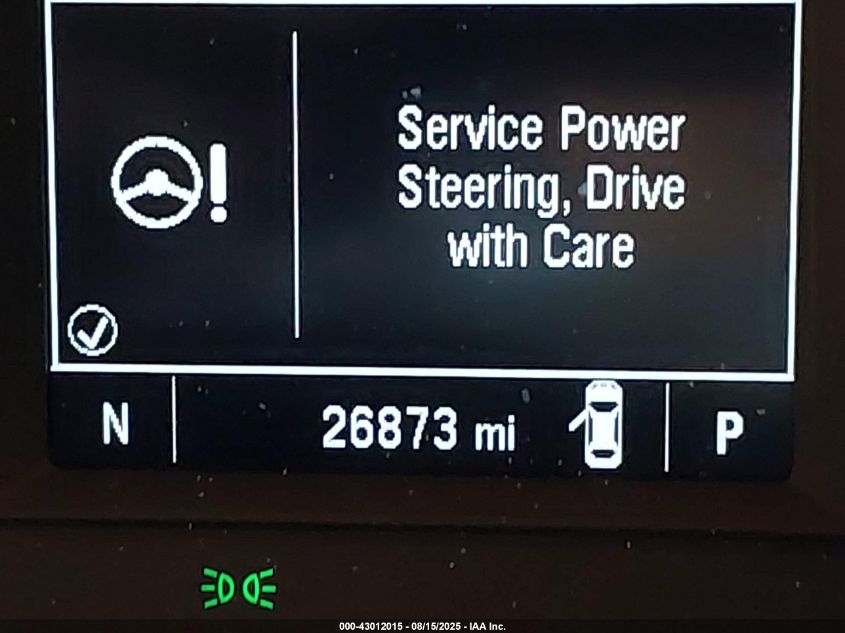 Service Power
Steering, Drive
with Care
N
26873 mi
P
000-43012015 - 08/15/2025 - IAA Inc.